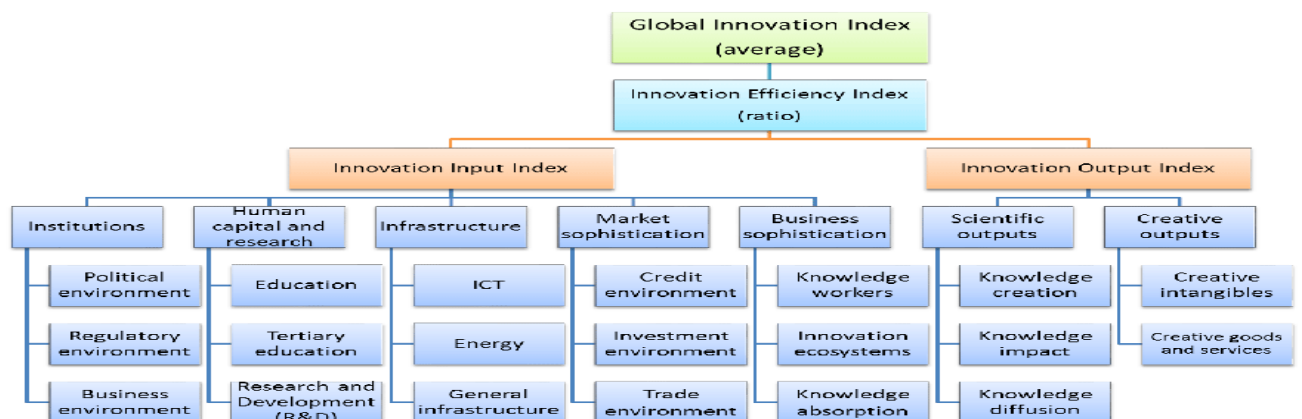 Global Innovation Index
(average)
Innovation Efficiency Index
(ratio)
Innovation Input Index
Innovation Output Index
Institutions
Human
capital and
research
Infrastructure
Market
sophistication
Business
sophistication
Scientific
outputs
Creative
outputs
Political
environment
Education
ICT
Credit
environment
Knowledge
workers
Knowledge
creation
Creative
intangibles
Regulatory
environment
Tertiary
education
Energy
Investment
environment
Innovation
ecosystems
Knowledge
impact
Creative goods
and services
Business
environment
Research and
Development
(R&D)
General
infrastructure
Trade
environment
Knowledge
absorption
Knowledge
diffusion